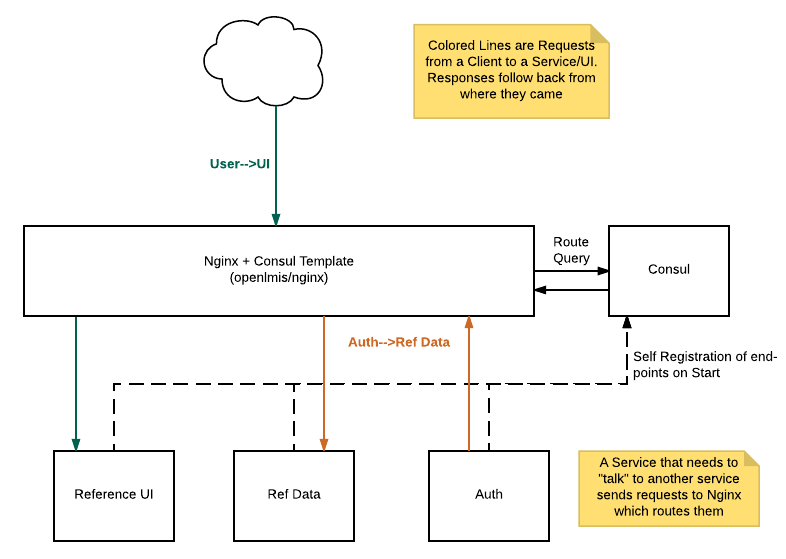 Colored Lines are Requests
from a Client to a Service/UI.
Responses follow back from
where they came
User-->UI
Nginx + Consul Template
(openlmis/nginx)
Route
Query
Consul
Auth-->Ref Data
Self Registration of end-
points on Start
Reference UI
Ref Data
Auth
A Service that needs to
"talk" to another service
sends requests to Nginx
which routes them